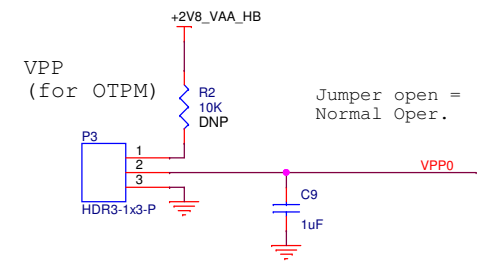 +2V8_VAA_HB
VPP
(for OTPM)
R2
10K
DNP
Jumper open =
Normal Oper.
P3
1
2
3
VPP0
HDR3-1x3-P
C9
1uF